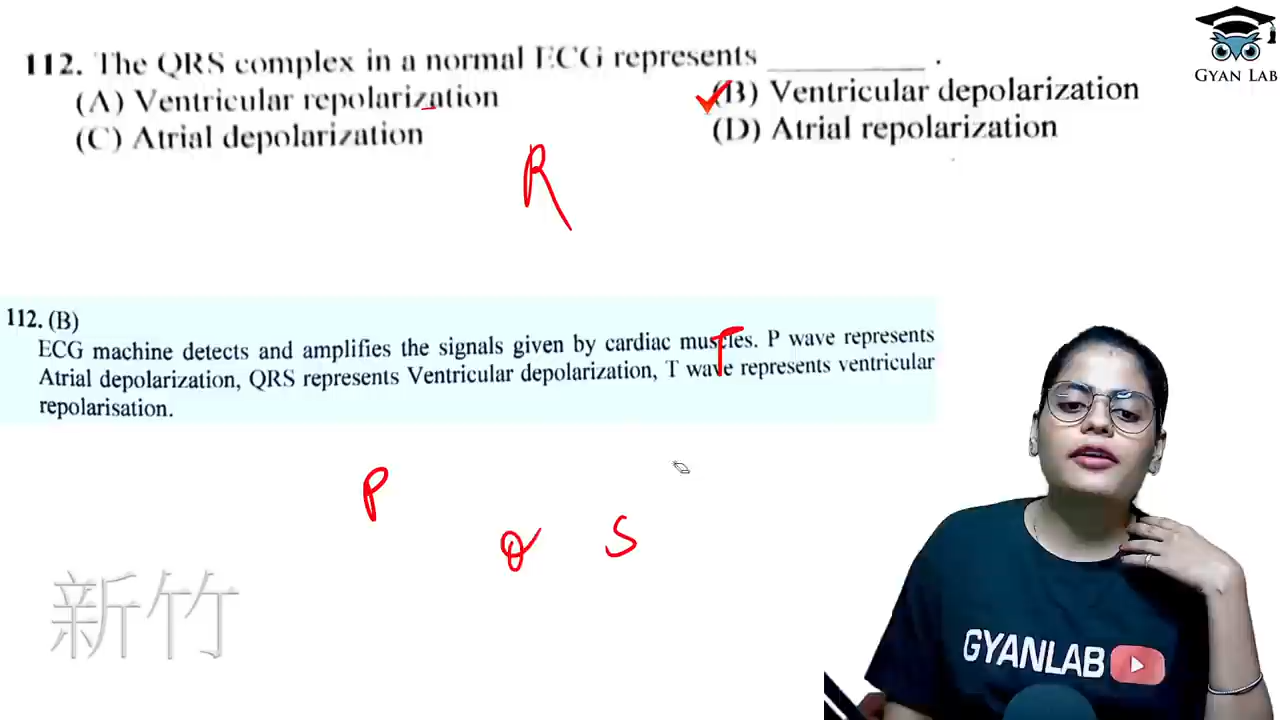 GYAN LAB
112. The QRS complex in a normal ECG represents __________ .
(A) Ventricular repolarization (B) Ventricular depolarization
(C) Atrial depolarization (D) Atrial repolarization
R
112. (B)
ECG machine detects and amplifies the signals given by cardiac muscles. P wave represents
Atrial depolarization, QRS represents Ventricular depolarization, T wave represents ventricular
repolarisation.
T
P
Q S
新竹
GYANLAB